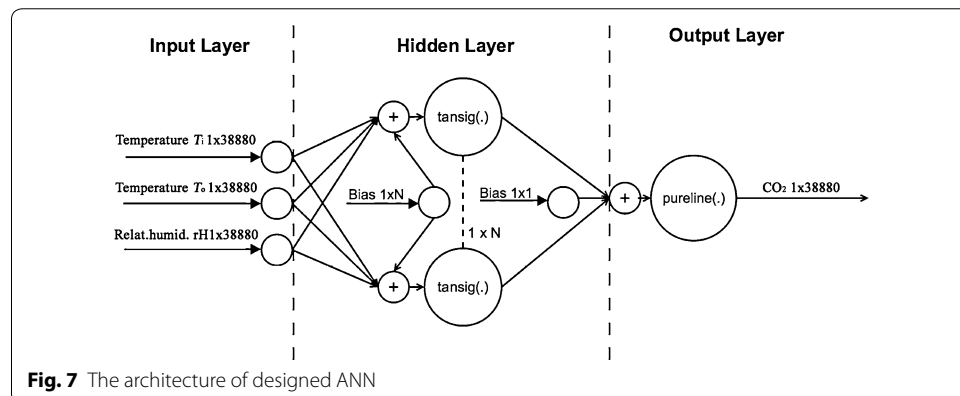 Input Layer
Hidden Layer
Output Layer
Temperature Ti 1x38880
Temperature To 1x38880
Relat.humid. rH1x38880
+
tansig(.)
Bias 1xN
Bias 1x1
+
pureline(.)
CO2 1x38880
1 x N
+
tansig(.)
Fig. 7 The architecture of designed ANN